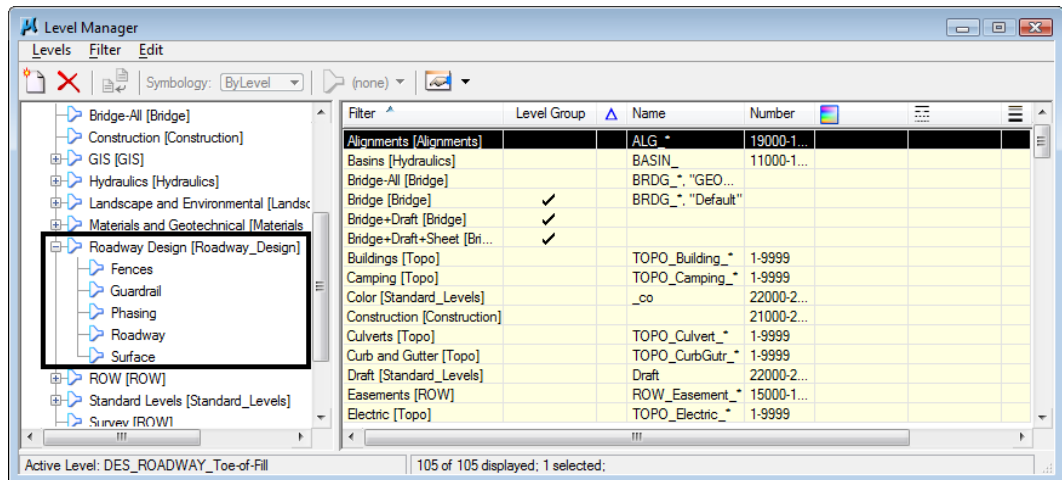 Level Manager
Levels Filter Edit
Symbology: ByLevel (none)
Bridge-All [Bridge]
Construction [Construction]
GIS [GIS]
Hydraulics [Hydraulics]
Landscape and Environmental [Landsc
Materials and Geotechnical [Materials
Roadway Design [Roadway_Design]
Fences
Guardrail
Phasing
Roadway
Surface
ROW [ROW]
Standard Levels [Standard_Levels]
Survey [ROW]
Filter Level Group Name Number
Alignments [Alignments] ALG_* 19000-1...
Basins [Hydraulics] BASIN_ 11000-1...
Bridge-All [Bridge] BRDG_*, "GEO...
Bridge [Bridge] ✓ BRDG_*, "Default"
Bridge+Draft [Bridge] ✓
Bridge+Draft+Sheet [Bri... ✓
Buildings [Topo] TOPO_Building_* 1-9999
Camping [Topo] TOPO_Camping_* 1-9999
Color [Standard_Levels] _co 22000-2...
Construction [Construction] 21000-2...
Culverts [Topo] TOPO_Culvert_* 1-9999
Curb and Gutter [Topo] TOPO_CurbGutr_* 1-9999
Draft [Standard_Levels] Draft 22000-2...
Easements [ROW] ROW_Easement_* 15000-1...
Electric [Topo] TOPO_Electric_* 1-9999
Active Level: DES_ROADWAY_Toe-of-Fill 105 of 105 displayed; 1 selected;